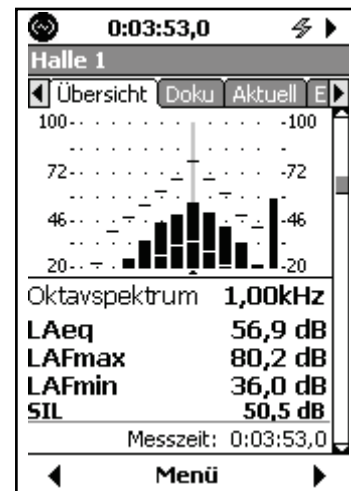 0:03:53,0
Halle 1
Übersicht Doku Aktuell E
100 -100
72 -72
46 -46
20 -20
Oktavspektrum 1,00kHz
LAeq 56,9 dB
LAFmax 80,2 dB
LAFmin 36,0 dB
SIL 50,5 dB
Messzeit: 0:03:53,0
Menü